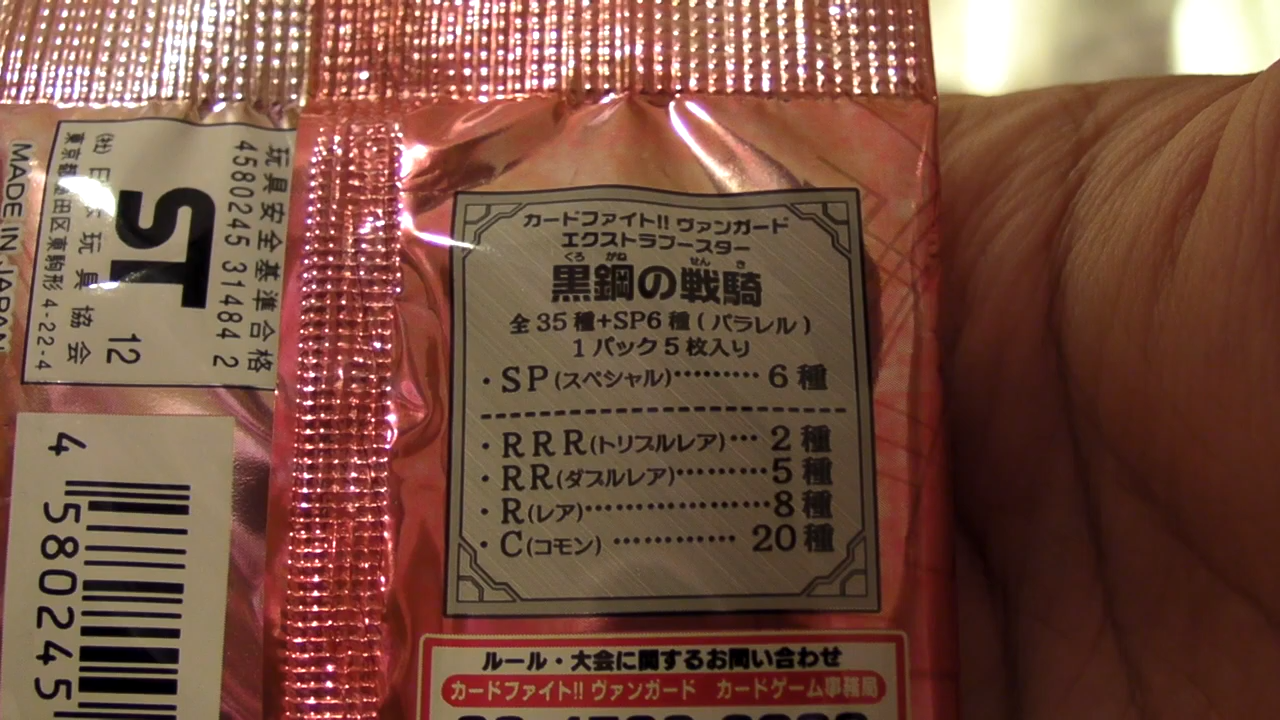 カードファイト!! ヴァンガード
エクストラブースター
くろ がね せん き
黒鋼の戦騎
全35種+SP6種(パラレル)
1パック5枚入り
・SP(スペシャル)········· 6種
・RRR(トリプルレア)··· 2種
・RR(ダブルレア)·········5種
・R(レア)··············8種
・C(コモン) ············ 20種
ルール・大会に関するお問い合わせ
カードファイト!! ヴァンガード カードゲーム事務局
玩具安全基準合格
4580245 31484 2
ST 12
(社)日本玩具協会
東京都墨田区東駒形 4-22-4
MADE IN JAPAN
4 580245